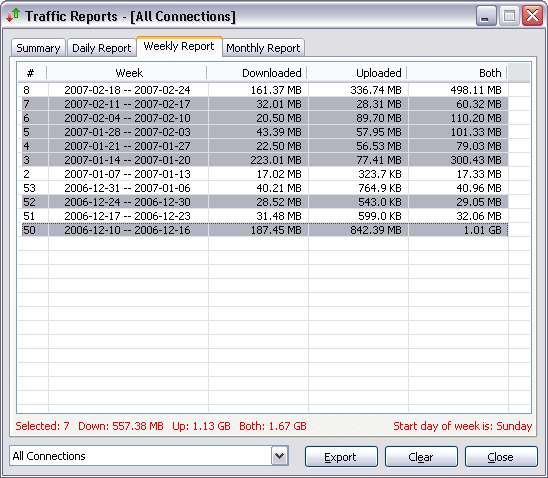 Traffic Reports - [All Connections]
Summary Daily Report Weekly Report Monthly Report
# Week Downloaded Uploaded Both
8 2007-02-18 -- 2007-02-24 161.37 MB 336.74 MB 498.11 MB
7 2007-02-11 -- 2007-02-17 32.01 MB 28.31 MB 60.32 MB
6 2007-02-04 -- 2007-02-10 20.50 MB 89.70 MB 110.20 MB
5 2007-01-28 -- 2007-02-03 43.39 MB 57.95 MB 101.33 MB
4 2007-01-21 -- 2007-01-27 22.50 MB 56.53 MB 79.03 MB
3 2007-01-14 -- 2007-01-20 223.01 MB 77.41 MB 300.43 MB
2 2007-01-07 -- 2007-01-13 17.02 MB 323.7 KB 17.33 MB
53 2006-12-31 -- 2007-01-06 40.21 MB 764.9 KB 40.96 MB
52 2006-12-24 -- 2006-12-30 28.52 MB 543.0 KB 29.05 MB
51 2006-12-17 -- 2006-12-23 31.48 MB 599.0 KB 32.06 MB
50 2006-12-10 -- 2006-12-16 187.45 MB 842.39 MB 1.01 GB
Selected: 7 Down: 557.38 MB Up: 1.13 GB Both: 1.67 GB Start day of week is: Sunday
All Connections Export Clear Close